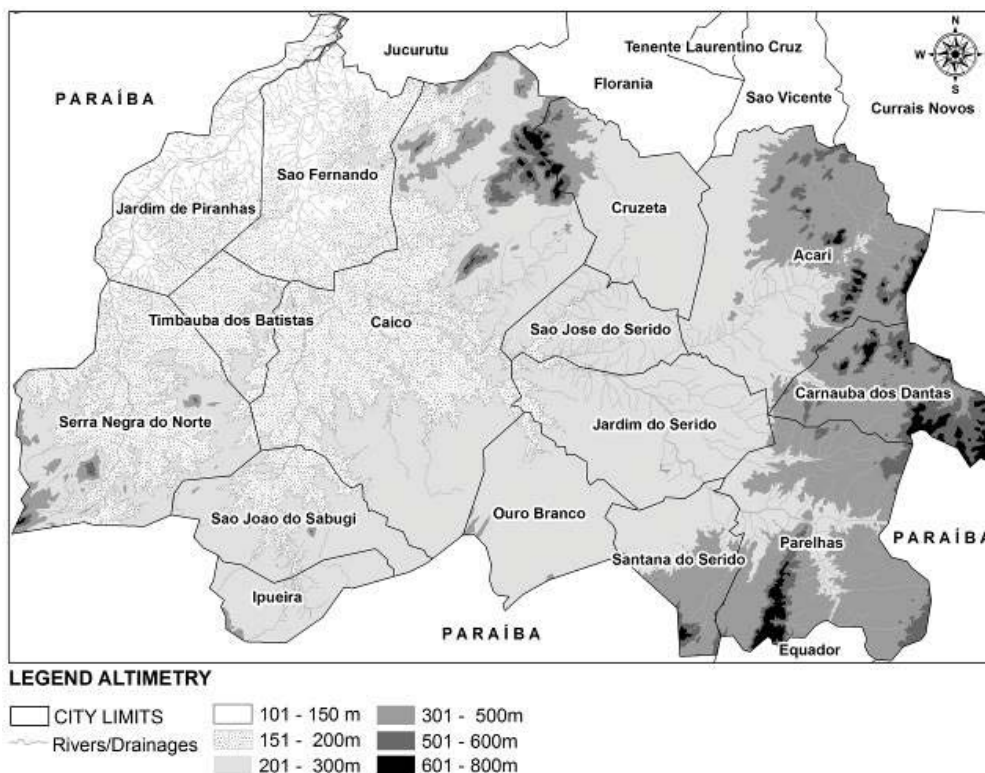 N
W
E
S
Jucurutu
Tenente Laurentino Cruz
Florania
Sao Vicente
PARAÍBA
Currais Novos
Sao Fernando
Jardim de Piranhas
Cruzeta
Acari
Timbauba dos Batistas
Caico
Sao Jose do Serido
Carnauba dos Dantas
Serra Negra do Norte
Jardim do Serido
Sao Joao do Sabugi
Ouro Branco
Parelhas
PARAÍBA
Santana do Serido
Ipueira
PARAÍBA
Equador
LEGEND ALTIMETRY
CITY LIMITS
Rivers/Drainages
101 - 150 m
151 - 200m
201 - 300m
301 - 500m
501 - 600m
601 - 800m